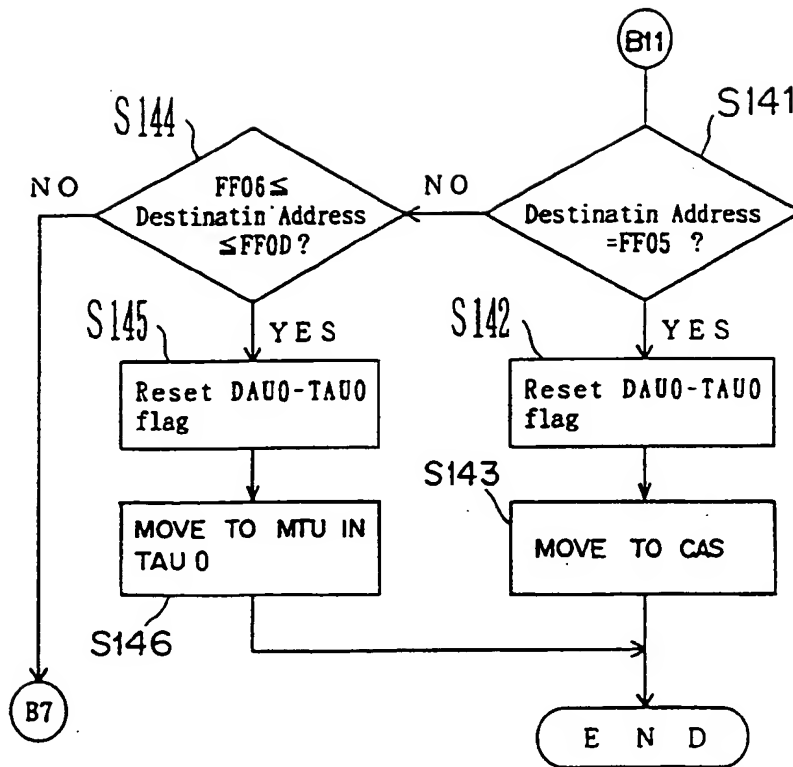 B11
S141
Destinatin Address
=FF05 ?
NO
YES
S144
FF06≦
Destinatin Address
≦FF0D?
NO
YES
S142
Reset DAU0-TAU0
flag
S143
MOVE TO CAS
S145
Reset DAU0-TAU0
flag
MOVE TO MTU IN
TAU 0
S146
B7
E N D